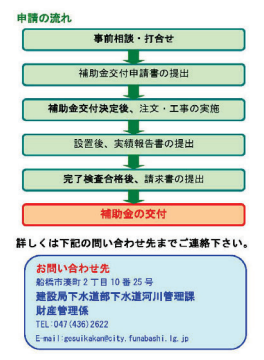 申請の流れ
事前相談・打合せ
補助金交付申請書の提出
補助金交付決定後、注文・工事の実施
設置後、実績報告書の提出
完了検査合格後、請求書の提出
補助金の交付
詳しくは下記の問い合わせ先までご連絡下さい。
お問い合わせ先
船橋市湊町2丁目10番25号
建設局下水道部下水道河川管理課
財産管理係
TEL:047(436)2622
E-mail:gesuikakan@city.funabashi.lg.jp